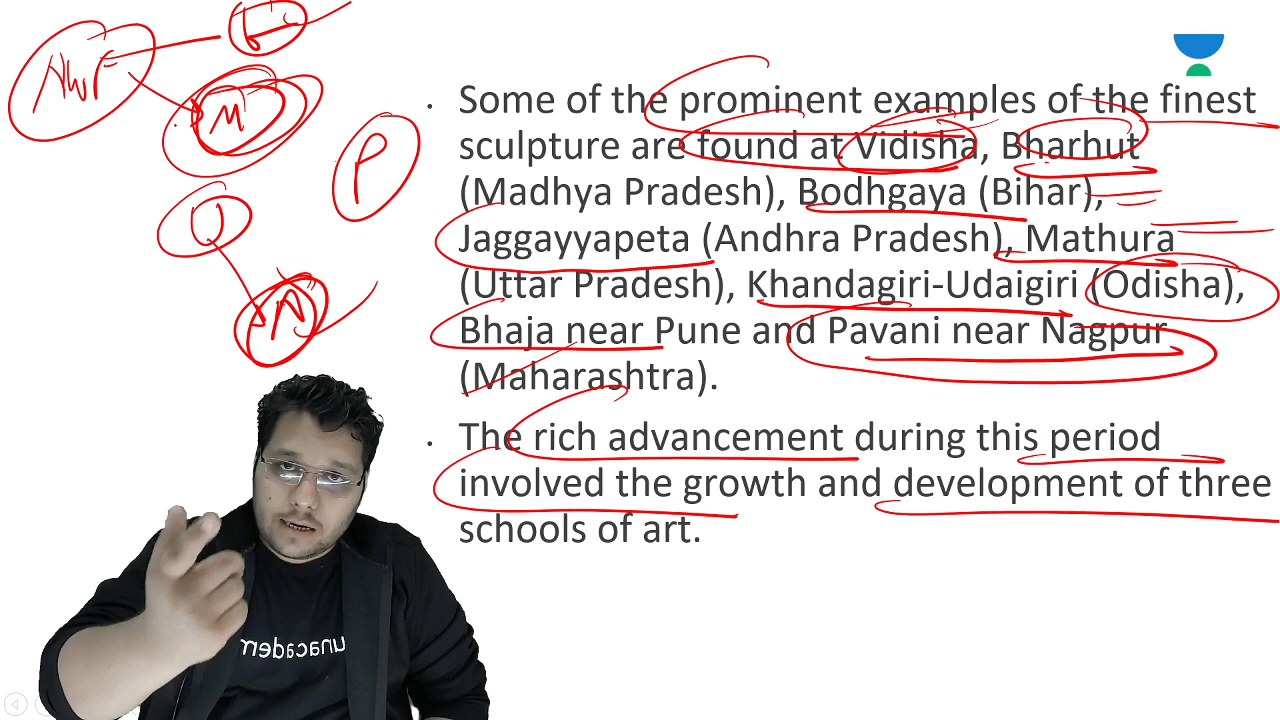 NWF
M
P
U
A
• Some of the prominent examples of the finest
sculpture are found at Vidisha, Bharhut
(Madhya Pradesh), Bodhgaya (Bihar),
Jaggayyapeta (Andhra Pradesh), Mathura
(Uttar Pradesh), Khandagiri-Udaigiri (Odisha),
Bhaja near Pune and Pavani near Nagpur
(Maharashtra).
• The rich advancement during this period
involved the growth and development of three
schools of art.
unacadem